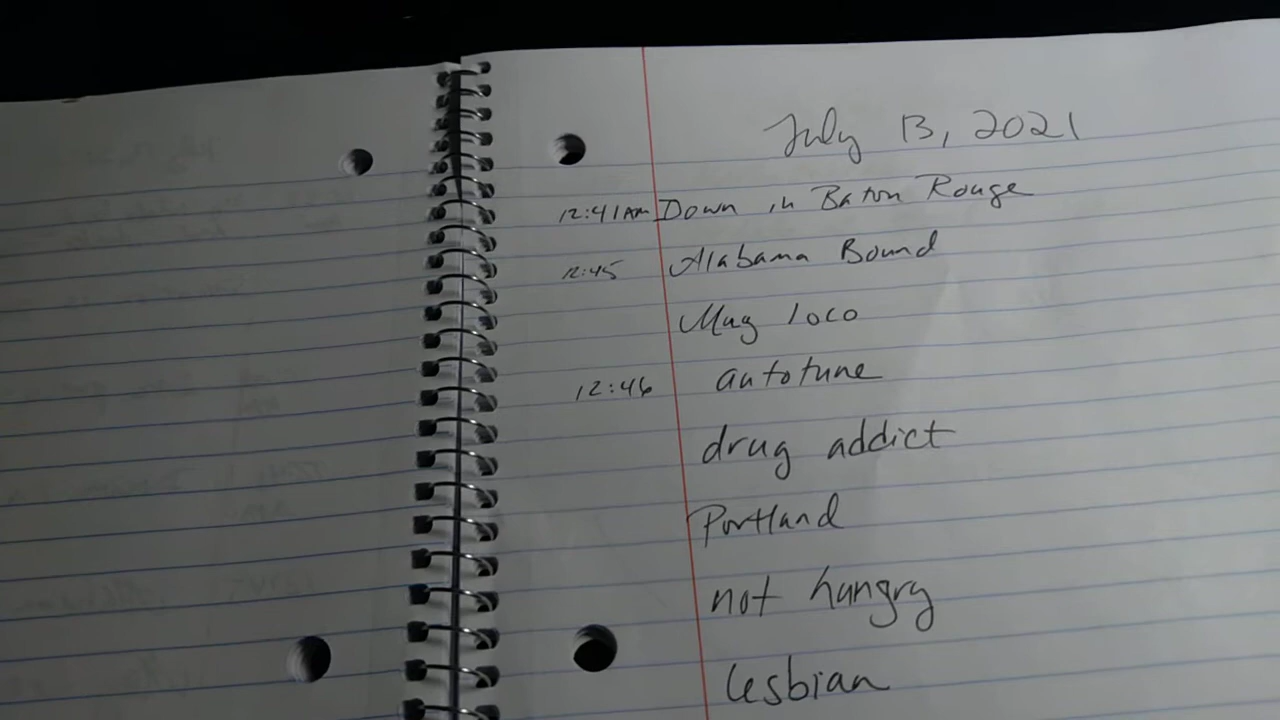 July 13, 2021
12:41AM Down in Baton Rouge
12:45 Alabama Bound
Muy loco
12:46 autotune
drug addict
Portland
not hungry
lesbian